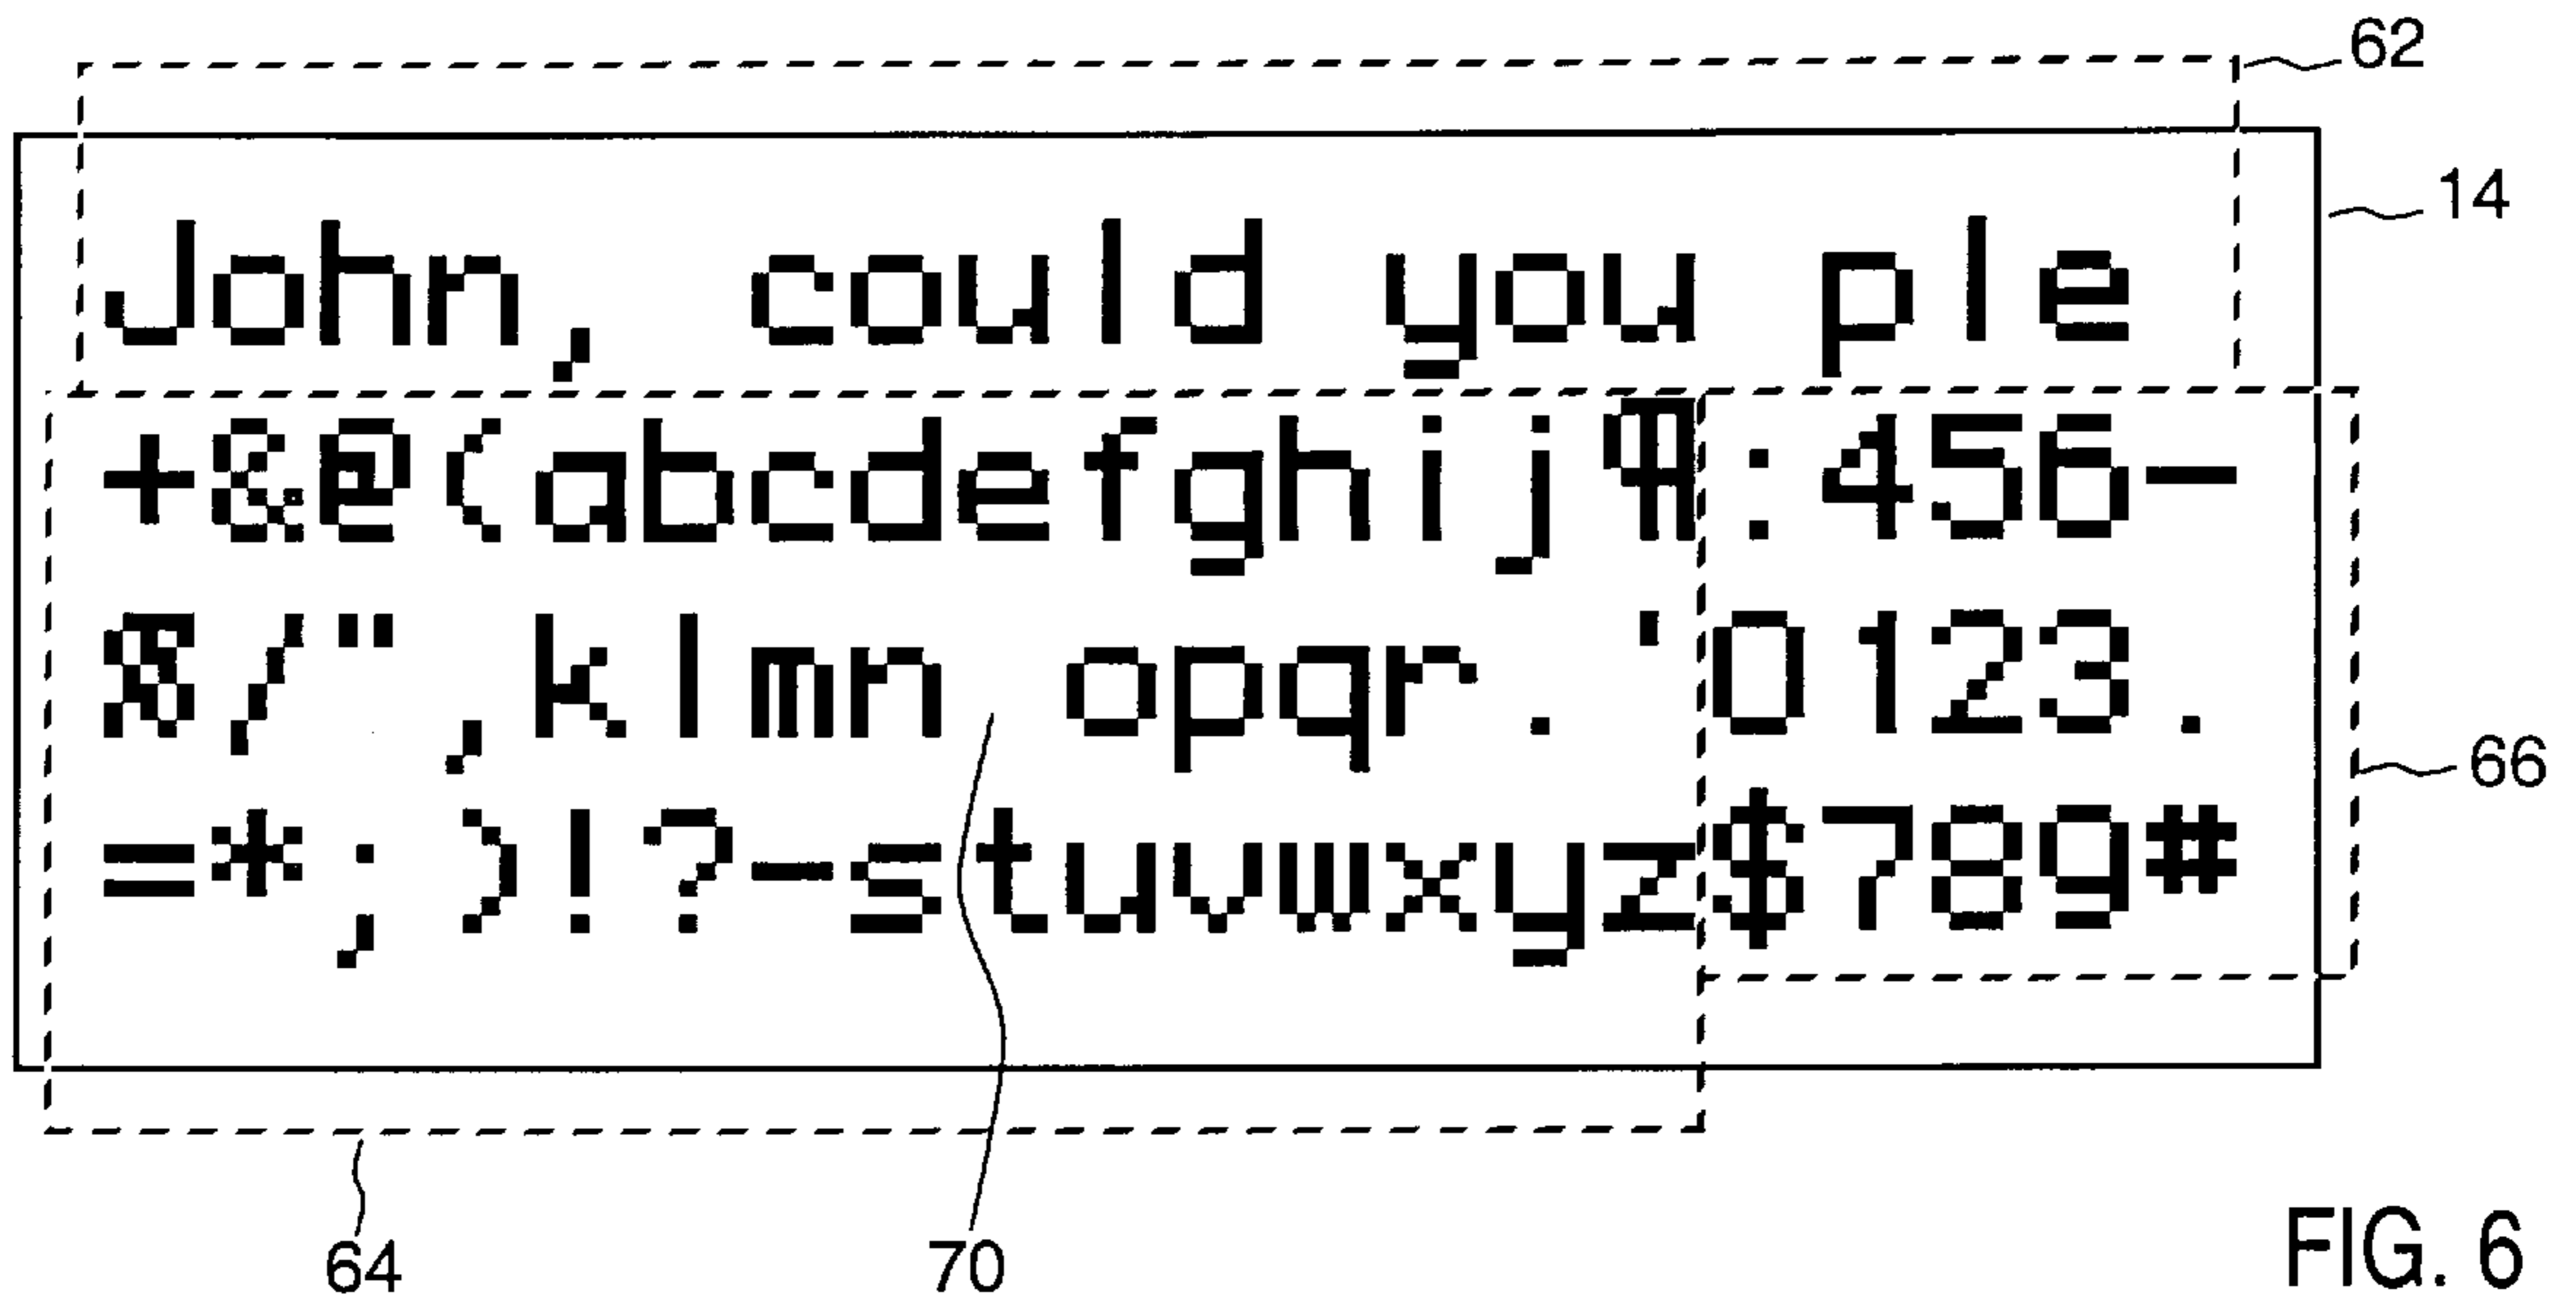 62
14
John, could you ple
+&@(abcdefghij¶:456-
/",klmn opqr.'0123.
=*;)!?-stuvwxyz$789#
66
64
70
FIG. 6